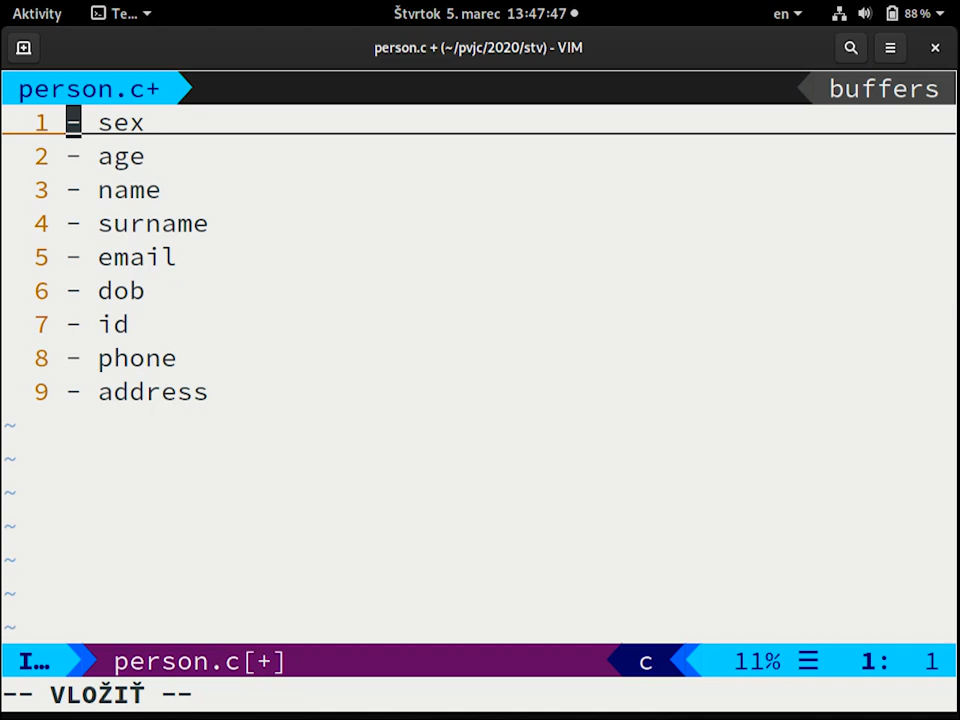 Aktivity Te... Štvrtok 5. marec 13:47:47 en 88 %
person.c + (~/pvjc/2020/stv) - VIM
person.c+ buffers
1 - sex
2 - age
3 - name
4 - surname
5 - email
6 - dob
7 - id
8 - phone
9 - address
~
~
~
~
~
~
~
I... person.c[+] c 11% ☰ 1: 1
-- VLOŽIŤ --